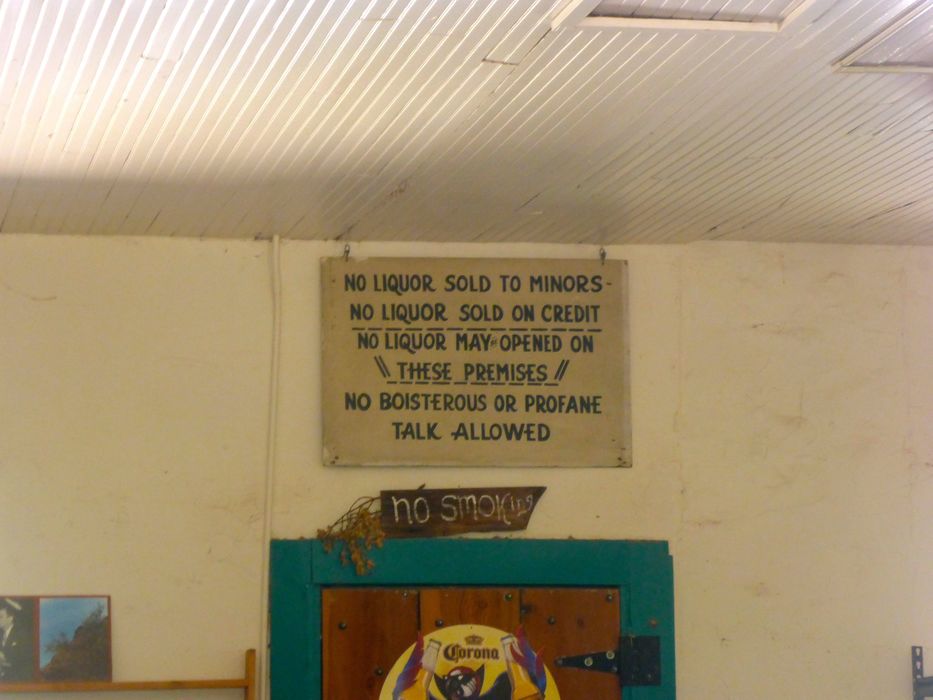 NO LIQUOR SOLD TO MINORS-
NO LIQUOR SOLD ON CREDIT
NO LIQUOR MAY BE OPENED ON
" THESE PREMISES "
NO BOISTEROUS OR PROFANE
TALK ALLOWED
NO SMOKING
Corona